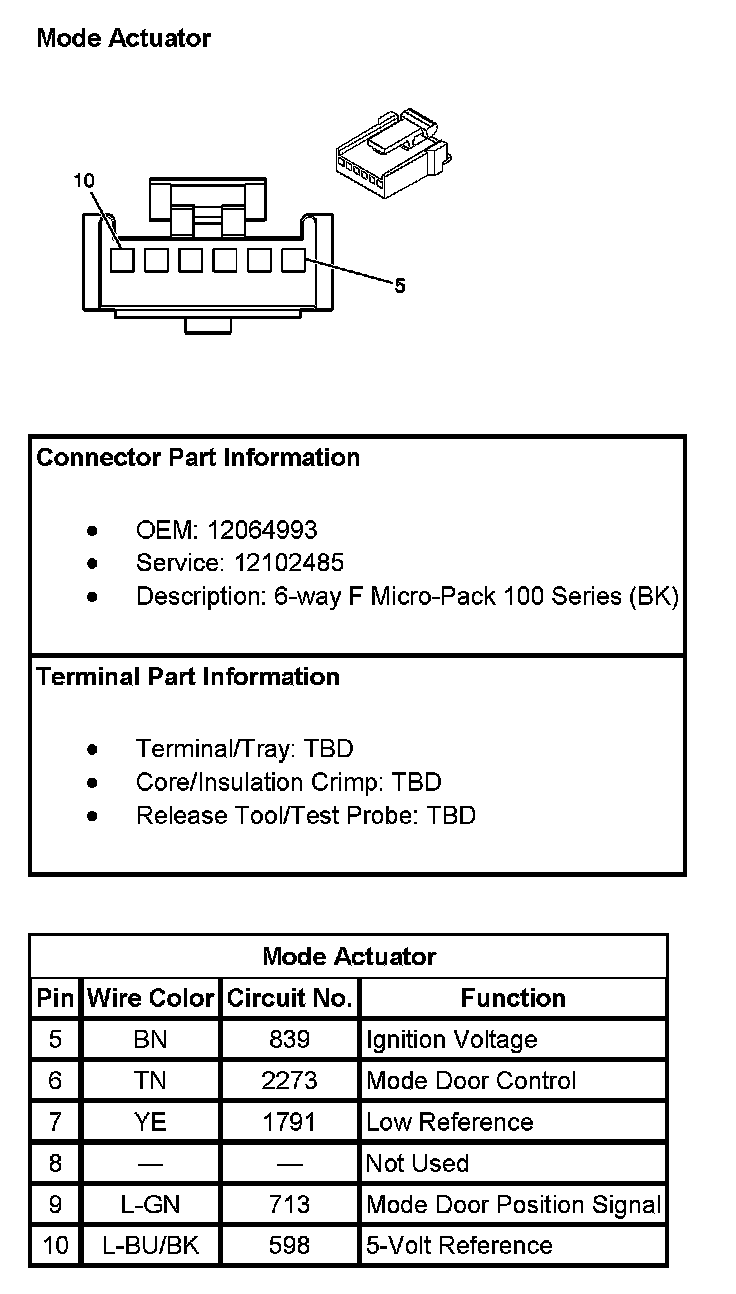 Mode Actuator
10
5
Connector Part Information
• OEM: 12064993
• Service: 12102485
• Description: 6-way F Micro-Pack 100 Series (BK)
Terminal Part Information
• Terminal/Tray: TBD
• Core/Insulation Crimp: TBD
• Release Tool/Test Probe: TBD
Mode Actuator
Pin Wire Color Circuit No. Function
5 BN 839 Ignition Voltage
6 TN 2273 Mode Door Control
7 YE 1791 Low Reference
8 — — Not Used
9 L-GN 713 Mode Door Position Signal
10 L-BU/BK 598 5-Volt Reference